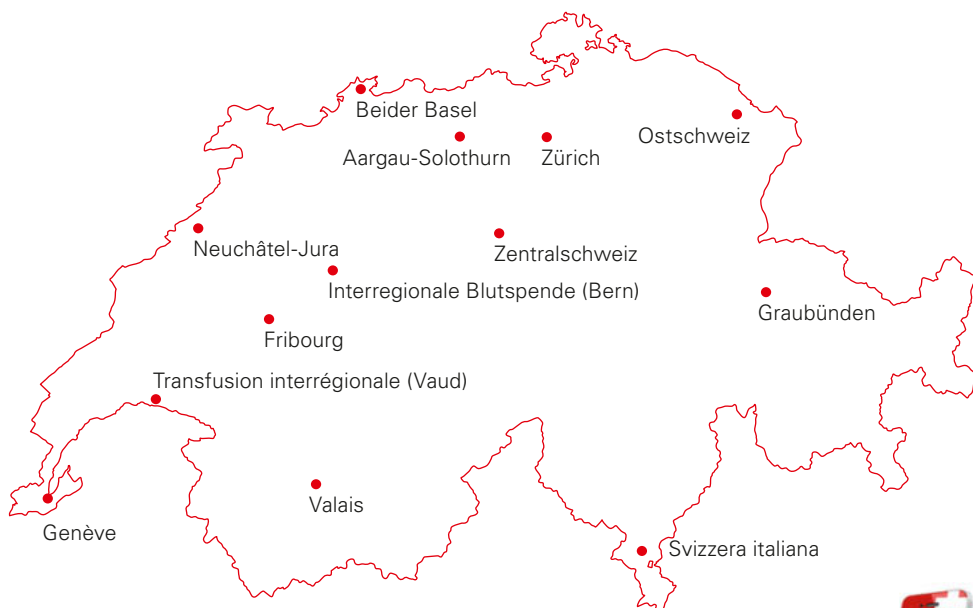 Beider Basel
Ostschweiz
Aargau-Solothurn
Zürich
Neuchâtel-Jura
Zentralschweiz
Interregionale Blutspende (Bern)
Graubünden
Fribourg
Transfusion interrégionale (Vaud)
Valais
Genève
Svizzera italiana